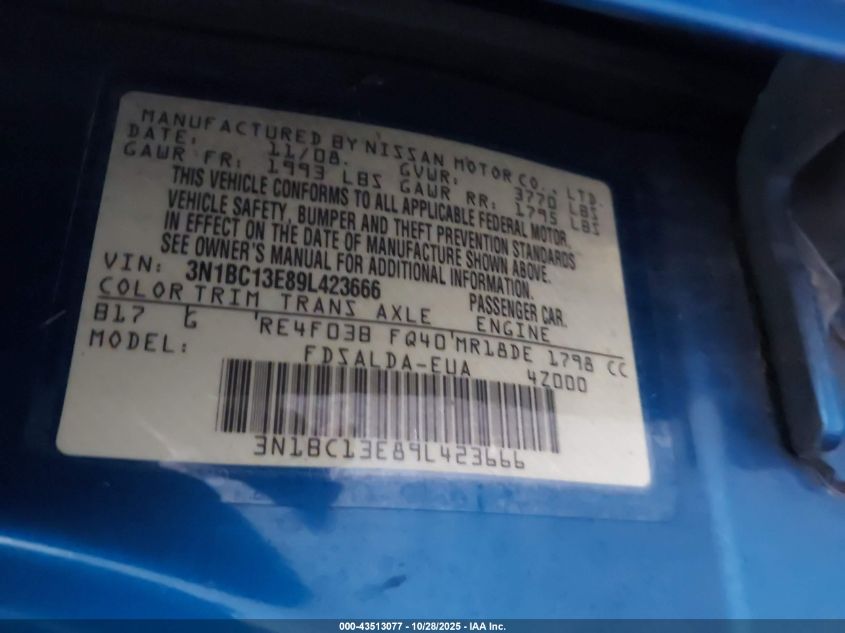 MANUFACTURED BY NISSAN MOTOR CO., LTD.
DATE: 11/08. GVWR: 3770 LBS
GAWR FR: 1993 LBS GAWR RR: 1795 LBS
THIS VEHICLE CONFORMS TO ALL APPLICABLE FEDERAL MOTOR
VEHICLE SAFETY, BUMPER AND THEFT PREVENTION STANDARDS
IN EFFECT ON THE DATE OF MANUFACTURE SHOWN ABOVE.
SEE OWNER'S MANUAL FOR ADDITIONAL INFORMATION.
VIN: 3N1BC13E89L423666 PASSENGER CAR.
COLOR TRIM TRANS AXLE ENGINE
B17 G RE4F03B FQ40 MR18DE 1798 CC
MODEL: FDSALDA-EUA 4Z000
3N1BC13E89L423666
000-43513077 | 10/28/2025 - IAA Inc.